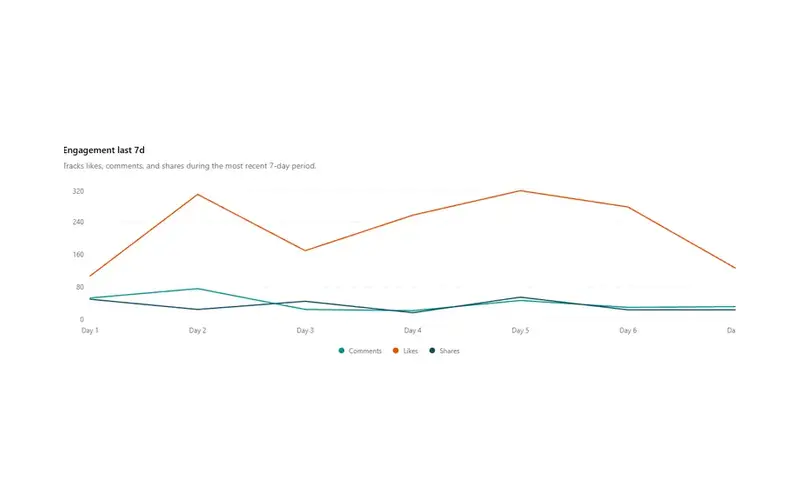 Engagement last 7d
Tracks likes, comments, and shares during the most recent 7-day period.
320
240
160
80
0
Day 1 Day 2 Day 3 Day 4 Day 5 Day 6 Da
Comments Likes Shares